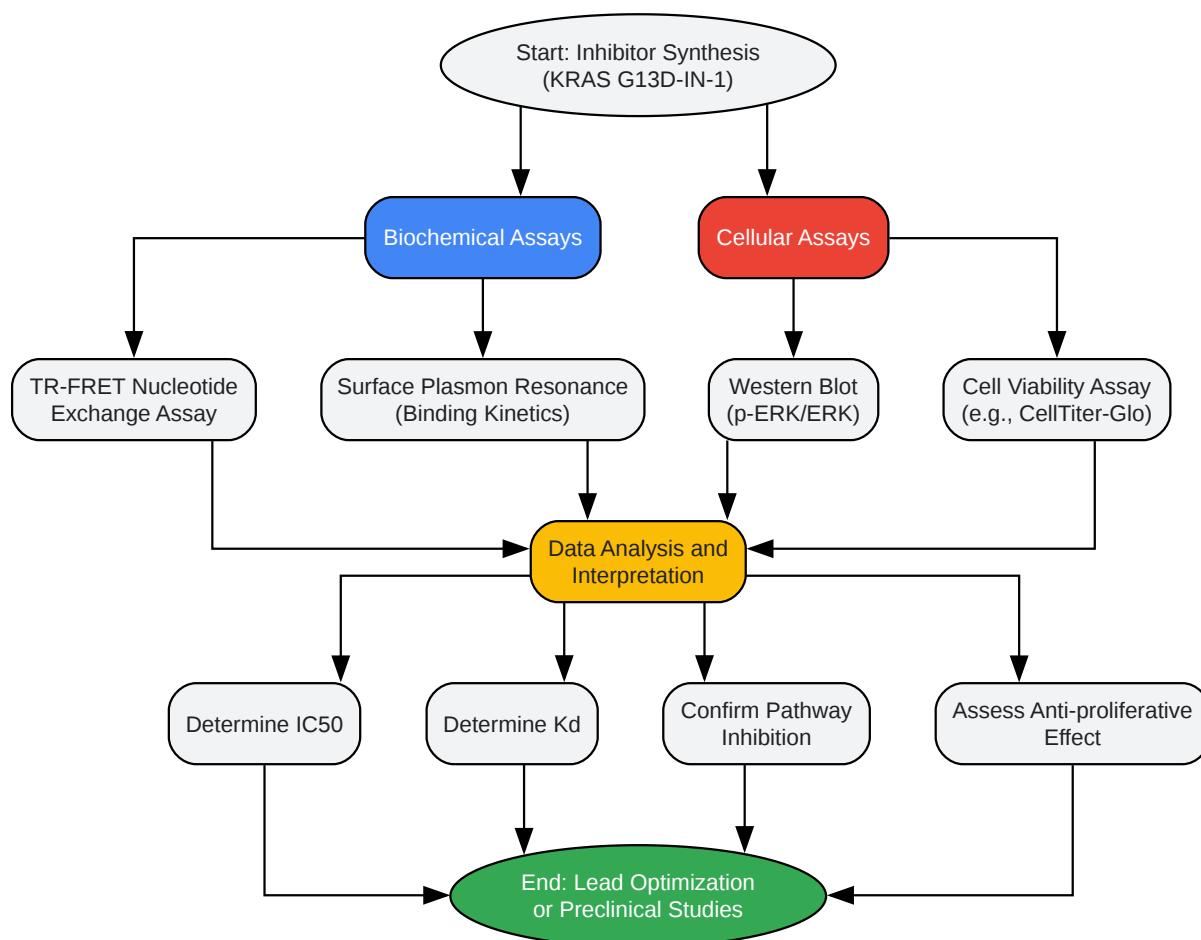 Start: Inhibitor Synthesis
(KRAS G13D-IN-1)
Biochemical Assays
Cellular Assays
TR-FRET Nucleotide
Exchange Assay
Surface Plasmon Resonance
(Binding Kinetics)
Western Blot
(p-ERK/ERK)
Cell Viability Assay
(e.g., CellTiter-Glo)
Data Analysis and
Interpretation
Determine IC50
Determine Kd
Confirm Pathway
Inhibition
Assess Anti-proliferative
Effect
End: Lead Optimization
or Preclinical Studies